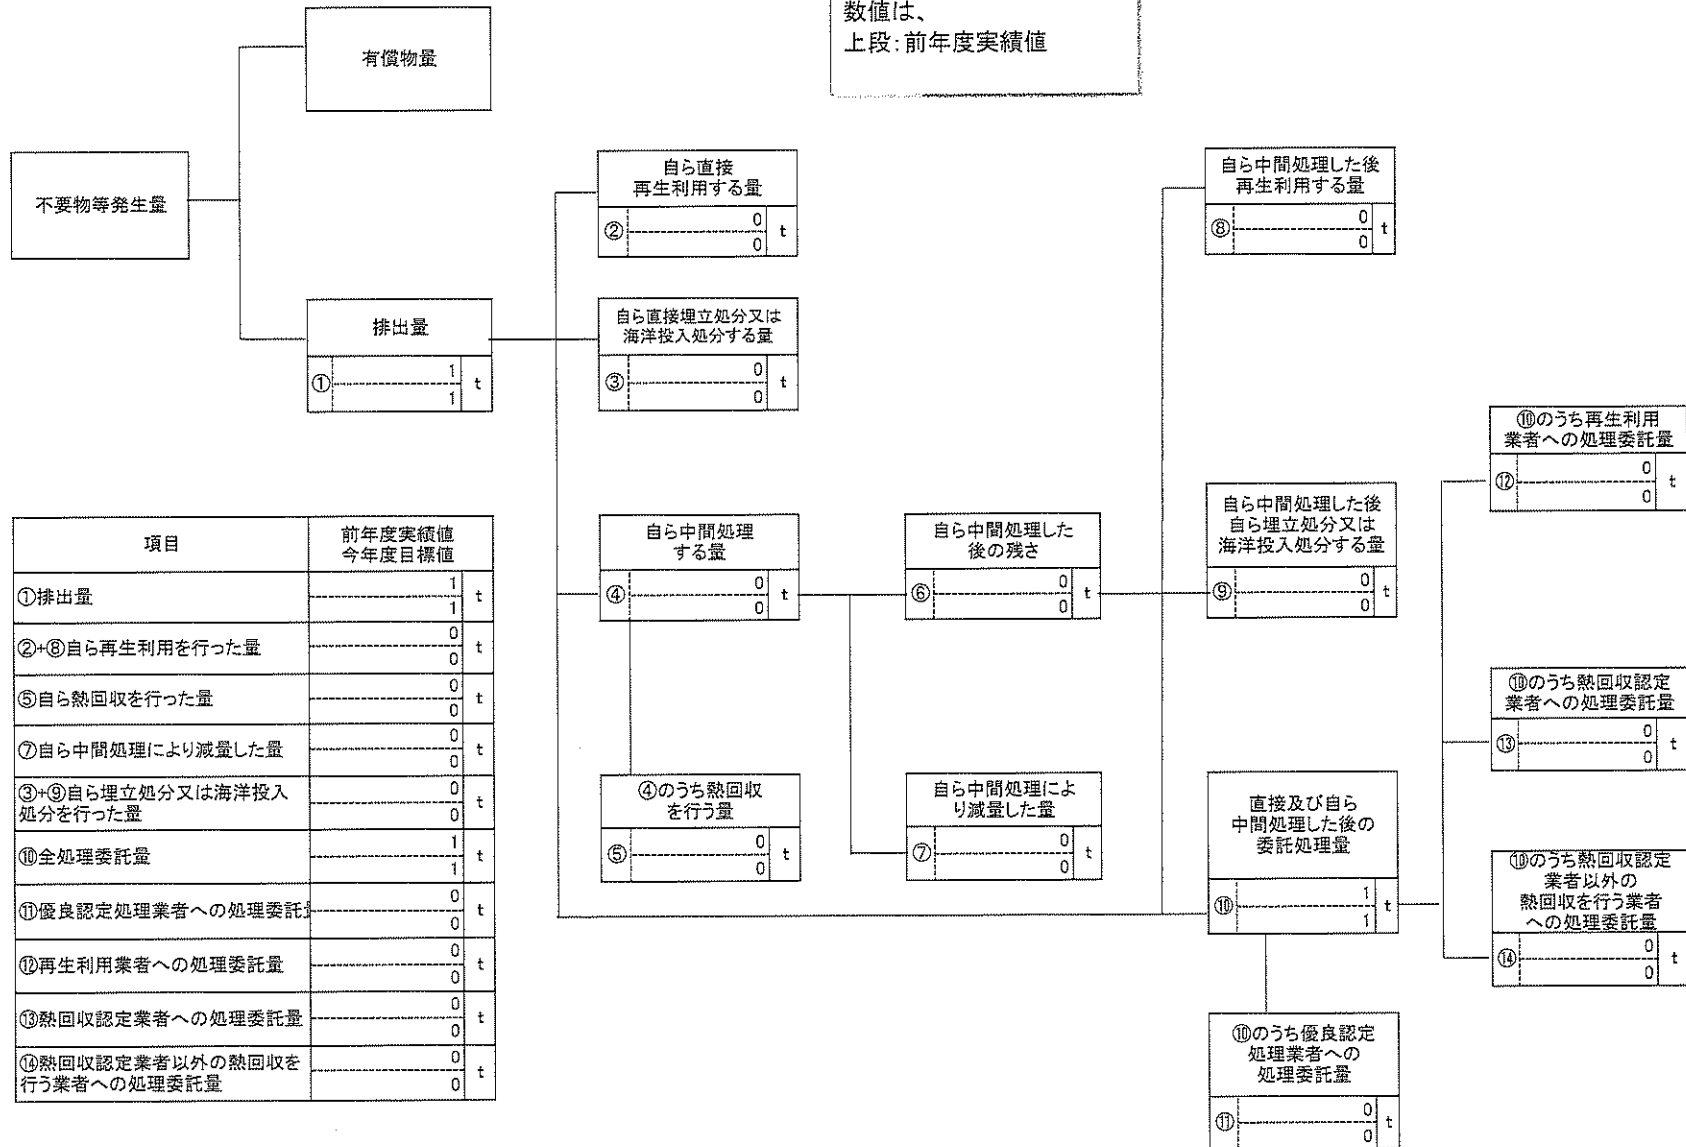 数値は、
上段:前年度実績値
有償物量
不要物等発生量
排出量
① 1 t
1
自ら直接
再生利用する量
② 0 t
0
自ら直接埋立処分又は
海洋投入処分する量
③ 0 t
0
自ら中間処理
する量
④ 0 t
0
④のうち熱回収
を行う量
⑤ 0 t
0
自ら中間処理した
後の残さ
⑥ 0 t
0
自ら中間処理によ
り減量した量
⑦ 0 t
0
自ら中間処理した後
再生利用する量
⑧ 0 t
0
自ら中間処理した後
自ら埋立処分又は
海洋投入処分する量
⑨ 0 t
0
直接及び自ら
中間処理した後の
委託処理量
⑩ 1 t
1
⑩のうち優良認定
処理業者への
処理委託量
⑪ 0 t
0
⑩のうち再生利用
業者への処理委託量
⑫ 0 t
0
⑩のうち熱回収認定
業者への処理委託量
⑬ 0 t
0
⑩のうち熱回収認定
業者以外の
熱回収を行う業者
への処理委託量
⑭ 0 t
0
項目 前年度実績値
今年度目標値
①排出量 1 t
1
②+⑧自ら再生利用を行った量 0 t
0
⑤自ら熱回収を行った量 0 t
0
⑦自ら中間処理により減量した量 0 t
0
③+⑨自ら埋立処分又は海洋投入 0 t
処分を行った量 0
⑩全処理委託量 1 t
1
⑪優良認定処理業者への処理委託 0 t
0
⑫再生利用業者への処理委託量 0 t
0
⑬熱回収認定業者への処理委託量 0 t
0
⑭熱回収認定業者以外の熱回収を 0 t
行う業者への処理委託量 0